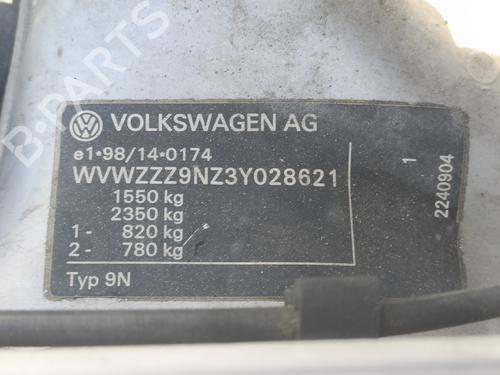 VOLKSWAGEN AG
e1*98/14*0174
WVWZZZ9NZ3Y028621
1550 kg
2350 kg
1- 820 kg
2- 780 kg
Typ 9N
1
2240904
B-PARTS